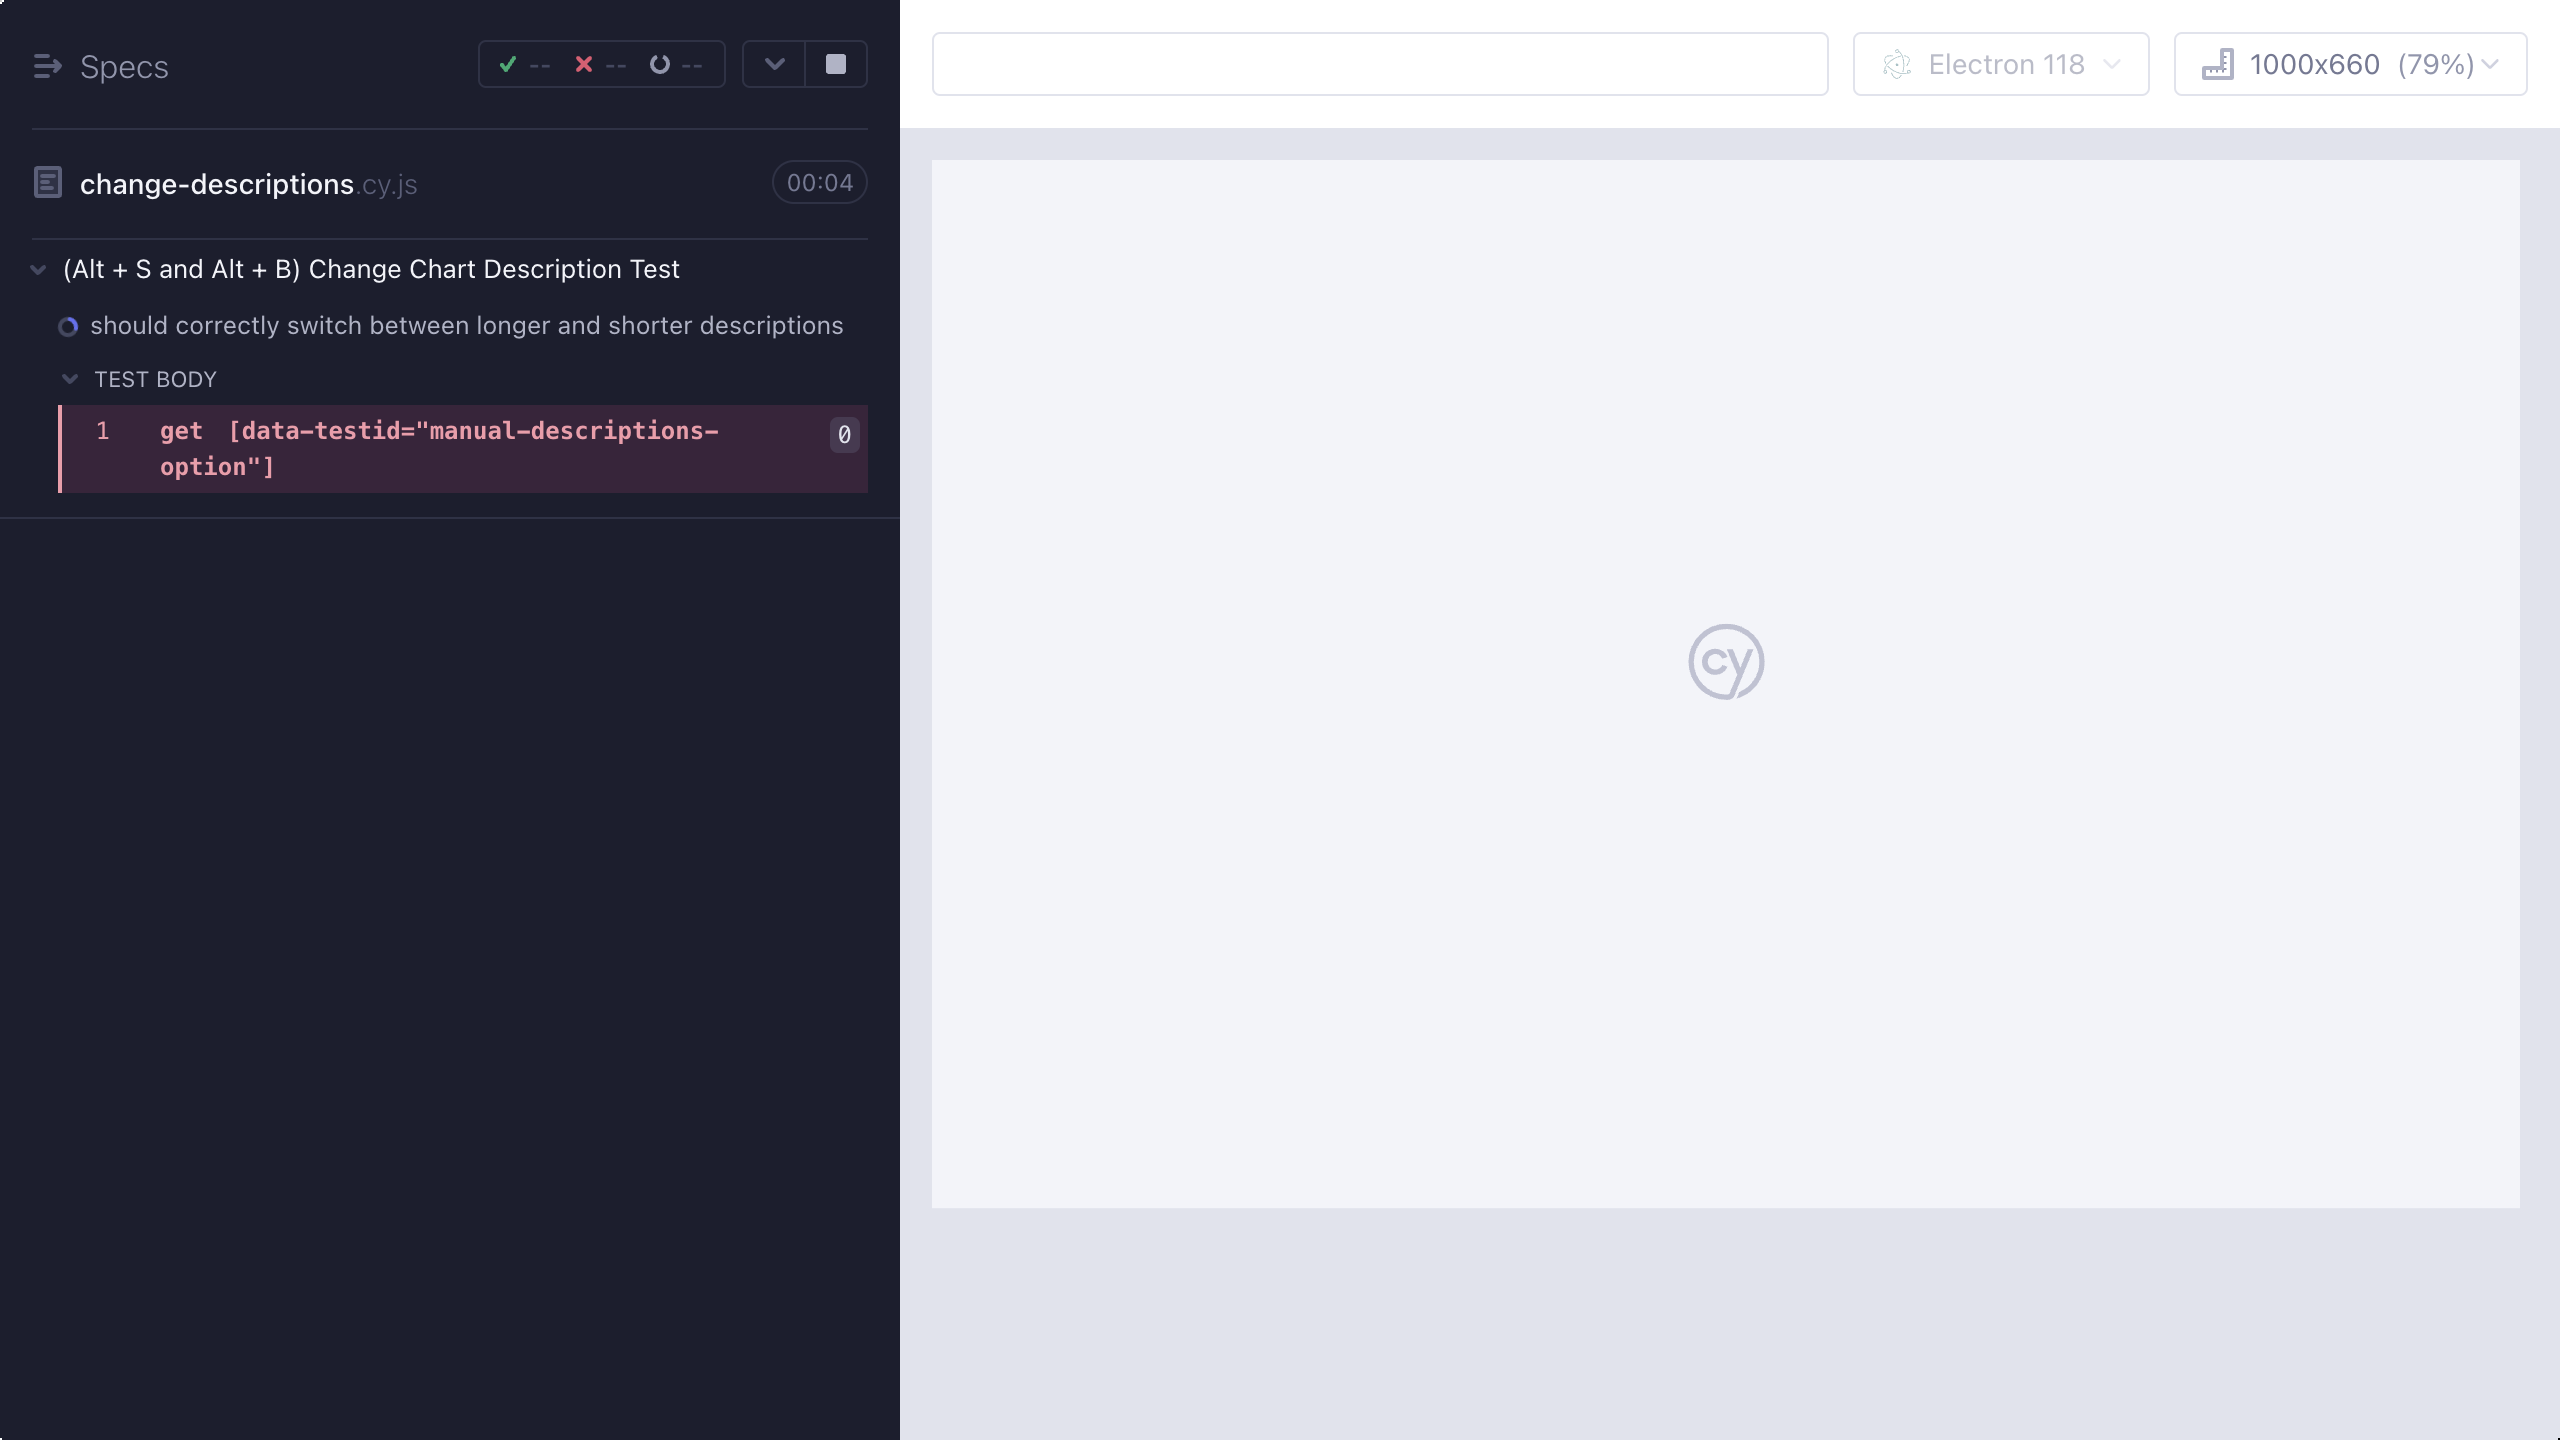 Specs
-- -- --
Electron 118
1000x660 (79%)
change-descriptions.cy.js
00:04
(Alt + S and Alt + B) Change Chart Description Test
should correctly switch between longer and shorter descriptions
TEST BODY
1 get [data-testid="manual-descriptions-
option"]
0
cy